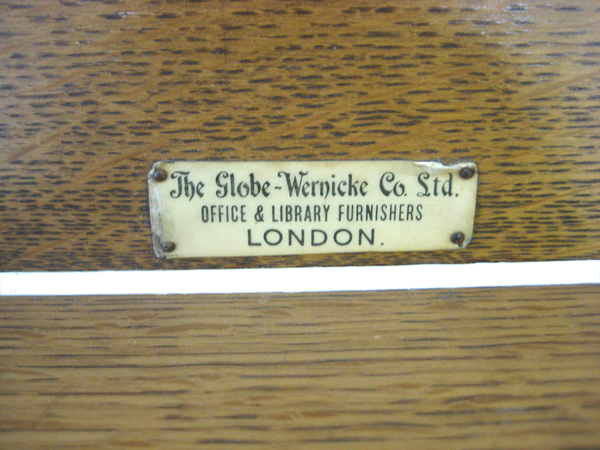 The Globe-Wernicke Co. Ltd.
OFFICE & LIBRARY FURNISHERS
LONDON.